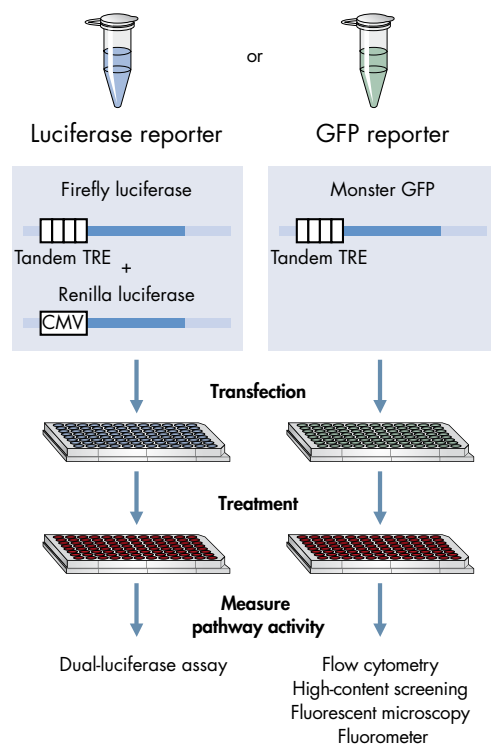 or
Luciferase reporter
GFP reporter
Firefly luciferase
Tandem TRE
+
Renilla luciferase
CMV
Monster GFP
Tandem TRE
Transfection
Treatment
Measure
pathway activity
Dual-luciferase assay
Flow cytometry
High-content screening
Fluorescent microscopy
Fluorometer